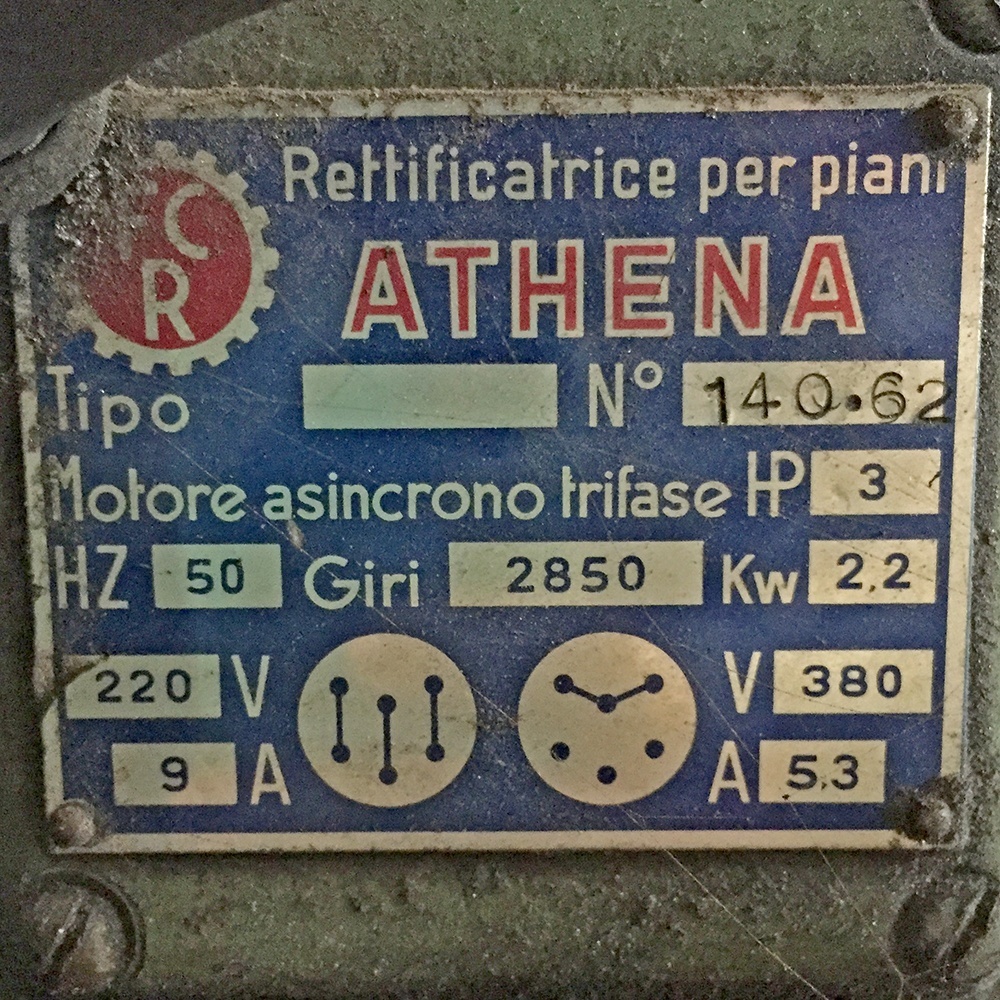 FCR
Rettificatrice per piani
ATHENA
Tipo N° 140.62
Motore asincrono trifase HP 3
HZ 50 Giri 2850 Kw 2,2
220 V V 380
9 A A 5,3